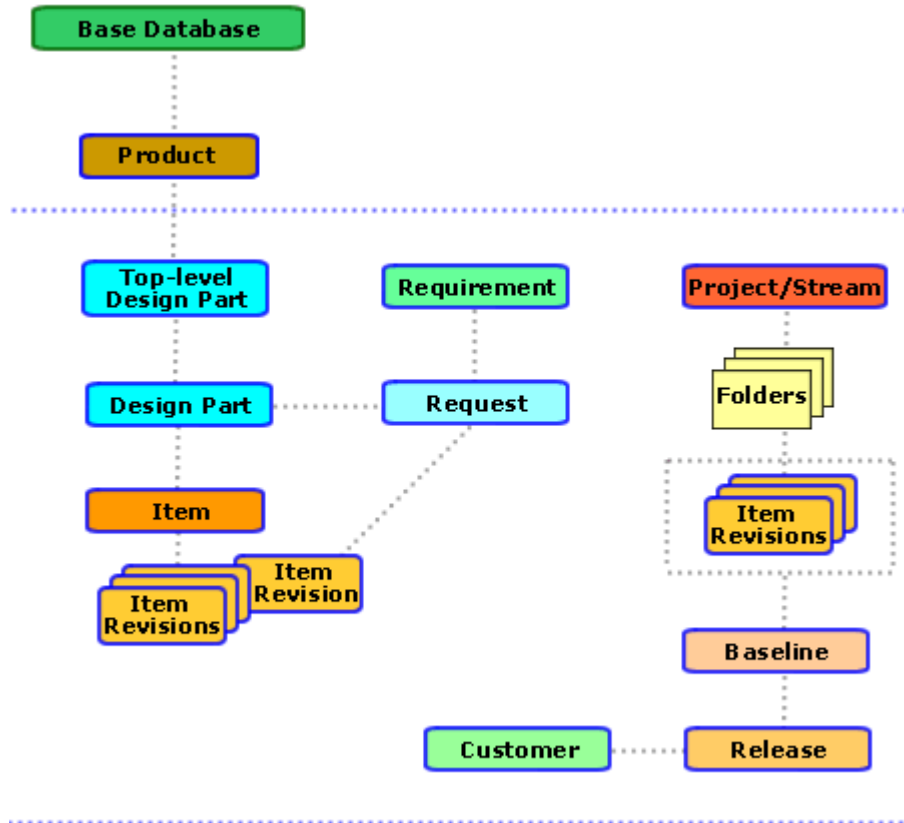 Base Database
Product
Top-level
Design Part
Requirement
Project/Stream
Design Part
Request
Folders
Item
Item
Revisions
Item
Revision
Item
Revisions
Baseline
Customer
Release